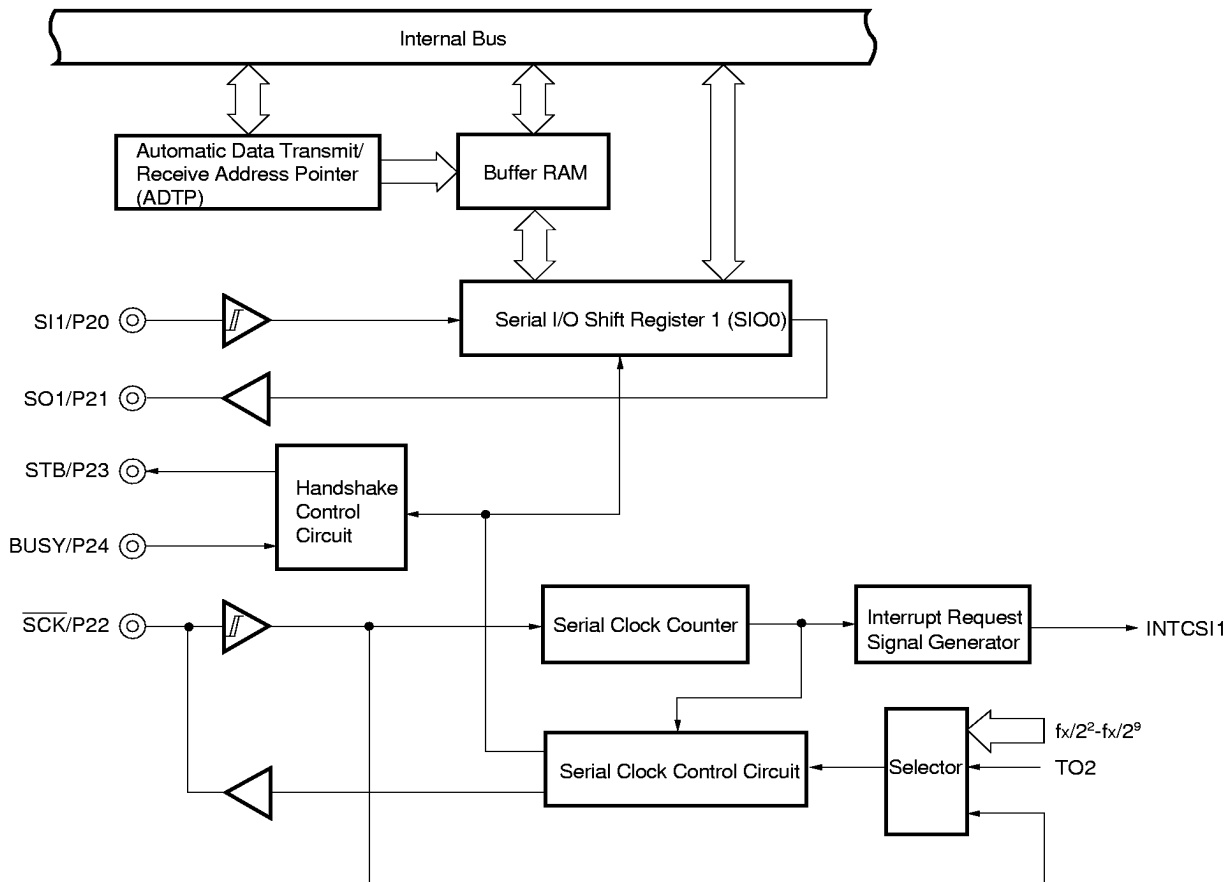 Internal Bus
Automatic Data Transmit/
Receive Address Pointer
(ADTP)
Buffer RAM
SI1/P20
Serial I/O Shift Register 1 (SIO0)
SO1/P21
STB/P23
Handshake
Control
Circuit
BUSY/P24
S̅C̅K̅/P22
Serial Clock Counter
Interrupt Request
Signal Generator
INTCSI1
fx/2²-fx/2⁹
Serial Clock Control Circuit
Selector
TO2